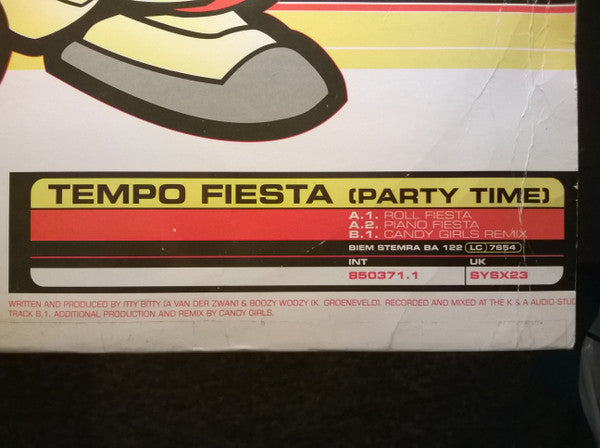 TEMPO FIESTA (PARTY TIME)
A.1. ROLL FIESTA
A.2. PIANO FIESTA
B.1. CANDY GIRLS REMIX
BIEM STEMRA BA 122 LC 7654
INT UK
850371.1 SYSX23
WRITTEN AND PRODUCED BY ITTY BITTY (A VAN DER ZWAN) & BOOZY WOOZY (K. GROENEVELD). RECORDED AND MIXED AT THE K & A AUDIO-STUD
TRACK B.1. ADDITIONAL PRODUCTION AND REMIX BY CANDY GIRLS.